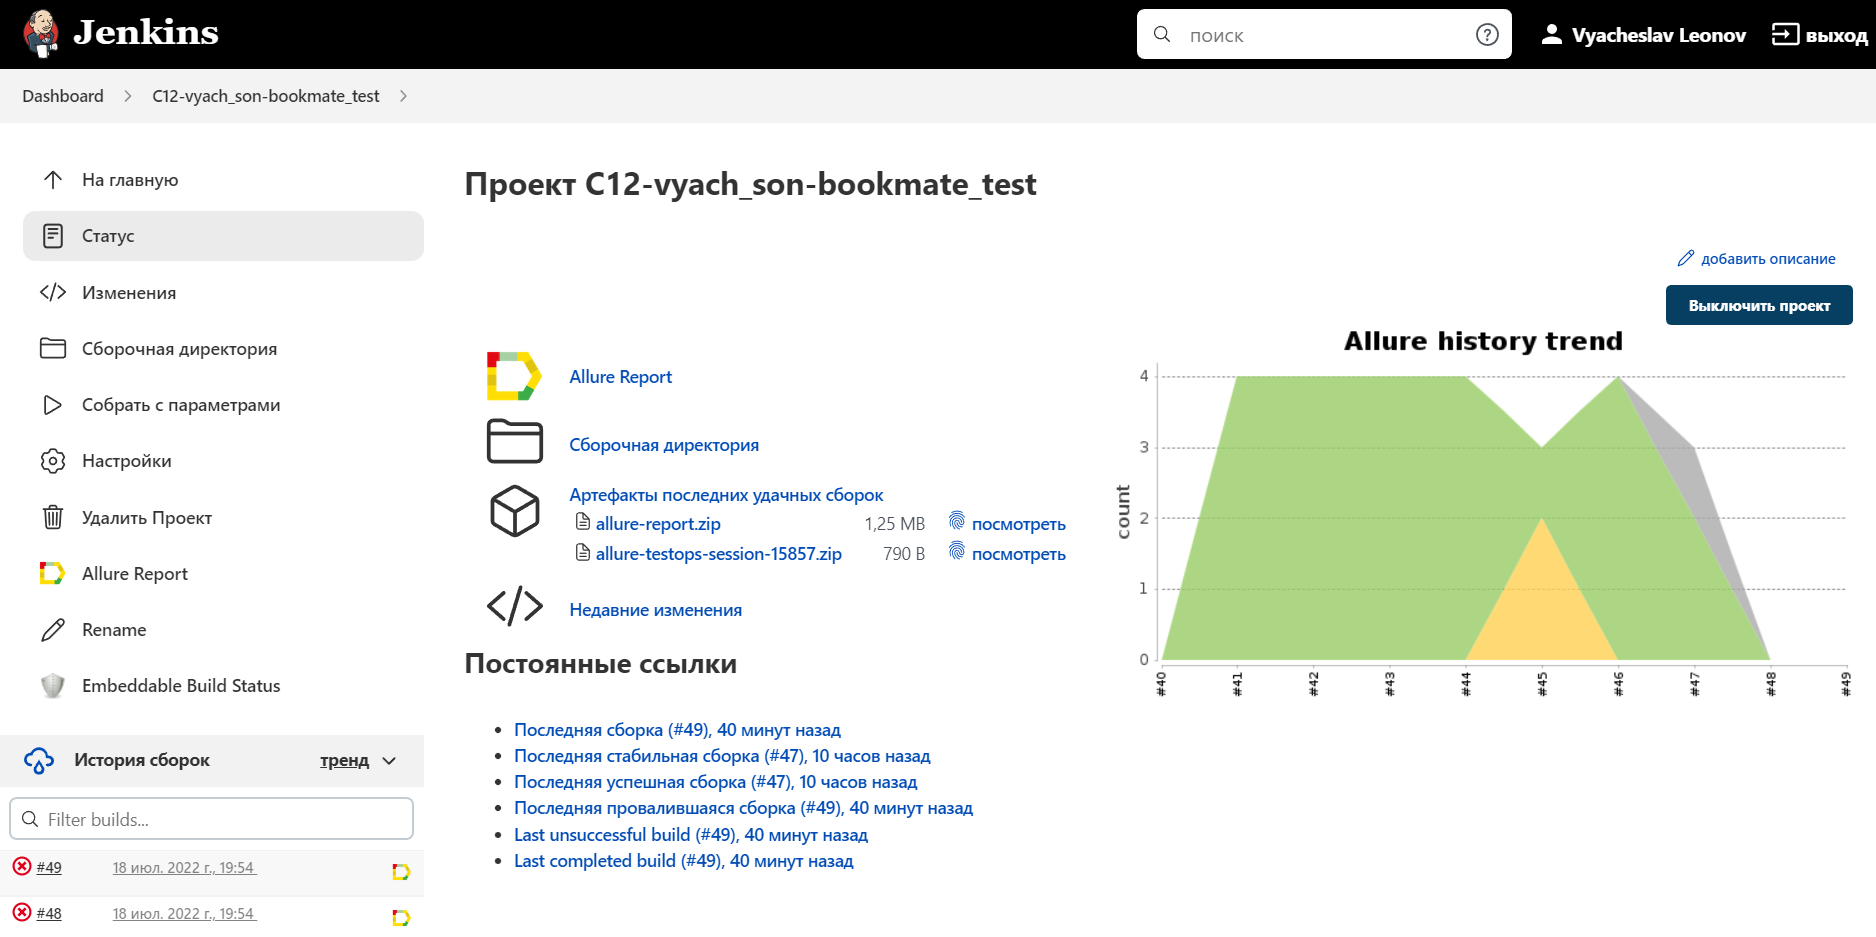 Jenkins
поиск
Vyacheslav Leonov
выход
Dashboard
C12-vyach_son-bookmate_test
На главную
Статус
Изменения
Сборочная директория
Собрать с параметрами
Настройки
Удалить Проект
Allure Report
Rename
Embeddable Build Status
История сборок
тренд
Filter builds...
#49 18 июл. 2022 г., 19:54
#48 18 июл. 2022 г., 19:54
Проект C12-vyach_son-bookmate_test
добавить описание
Выключить проект
Allure Report
Сборочная директория
Артефакты последних удачных сборок
allure-report.zip 1,25 MB посмотреть
allure-testops-session-15857.zip 790 B посмотреть
Недавние изменения
Постоянные ссылки
Последняя сборка (#49), 40 минут назад
Последняя стабильная сборка (#47), 10 часов назад
Последняя успешная сборка (#47), 10 часов назад
Последняя провалившаяся сборка (#49), 40 минут назад
Last unsuccessful build (#49), 40 минут назад
Last completed build (#49), 40 минут назад
Allure history trend
count
4
3
2
1
0
#40 #41 #42 #43 #44 #45 #46 #47 #48 #49